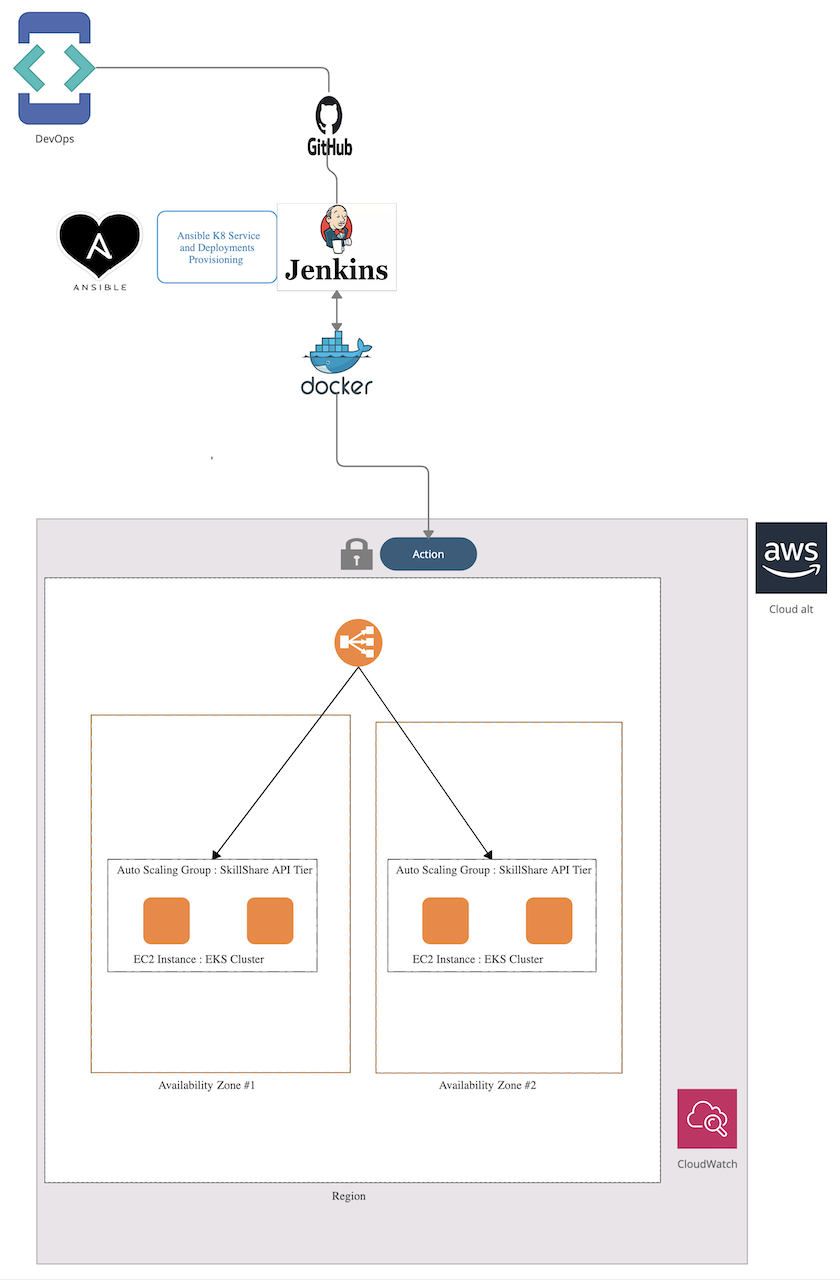 DevOps
GitHub
Ansible K8 Service
and Deployments
Provisioning
Jenkins
ANSIBLE
docker
Action
aws
Cloud alt
Auto Scaling Group : SkillShare API Tier
EC2 Instance : EKS Cluster
Auto Scaling Group : SkillShare API Tier
EC2 Instance : EKS Cluster
Availability Zone #1
Availability Zone #2
CloudWatch
Region